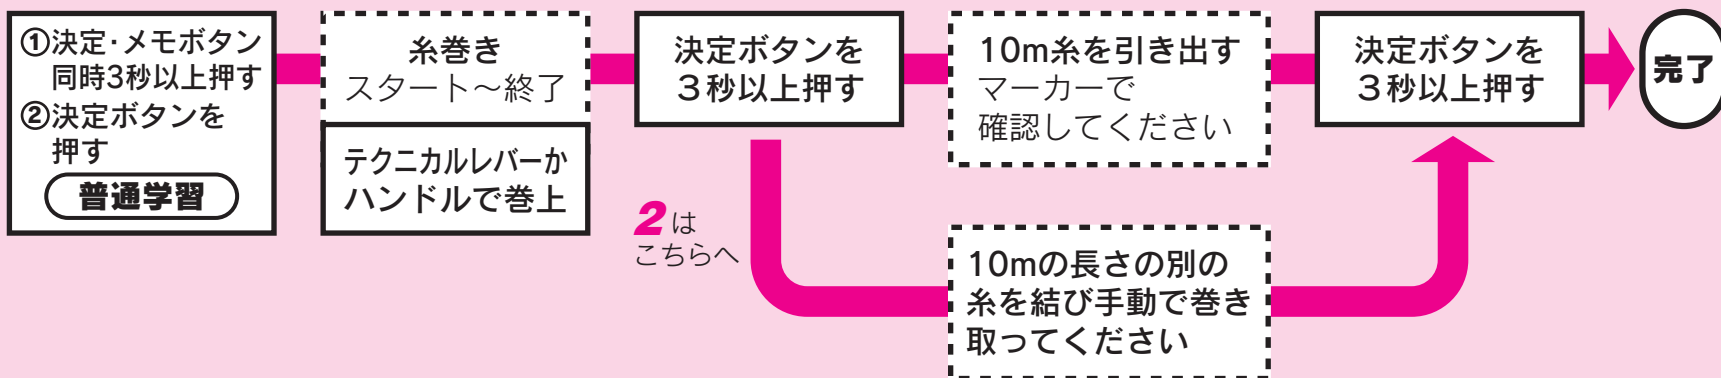 ①決定・メモボタン
同時3秒以上押す
②決定ボタンを
押す
普通学習
糸巻き
スタート～終了
テクニカルレバーか
ハンドルで巻上
決定ボタンを
3秒以上押す
10m糸を引き出す
マーカーで
確認してください
決定ボタンを
3秒以上押す
完了
2は
こちらへ
10mの長さの別の
糸を結び手動で巻き
取ってください